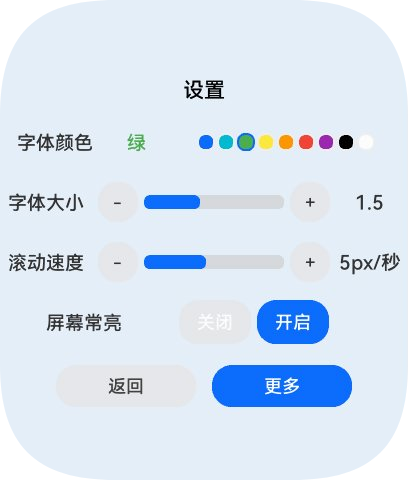 设置
字体颜色 绿
字体大小 - + 1.5
滚动速度 - + 5px/秒
屏幕常亮 关闭 开启
返回 更多